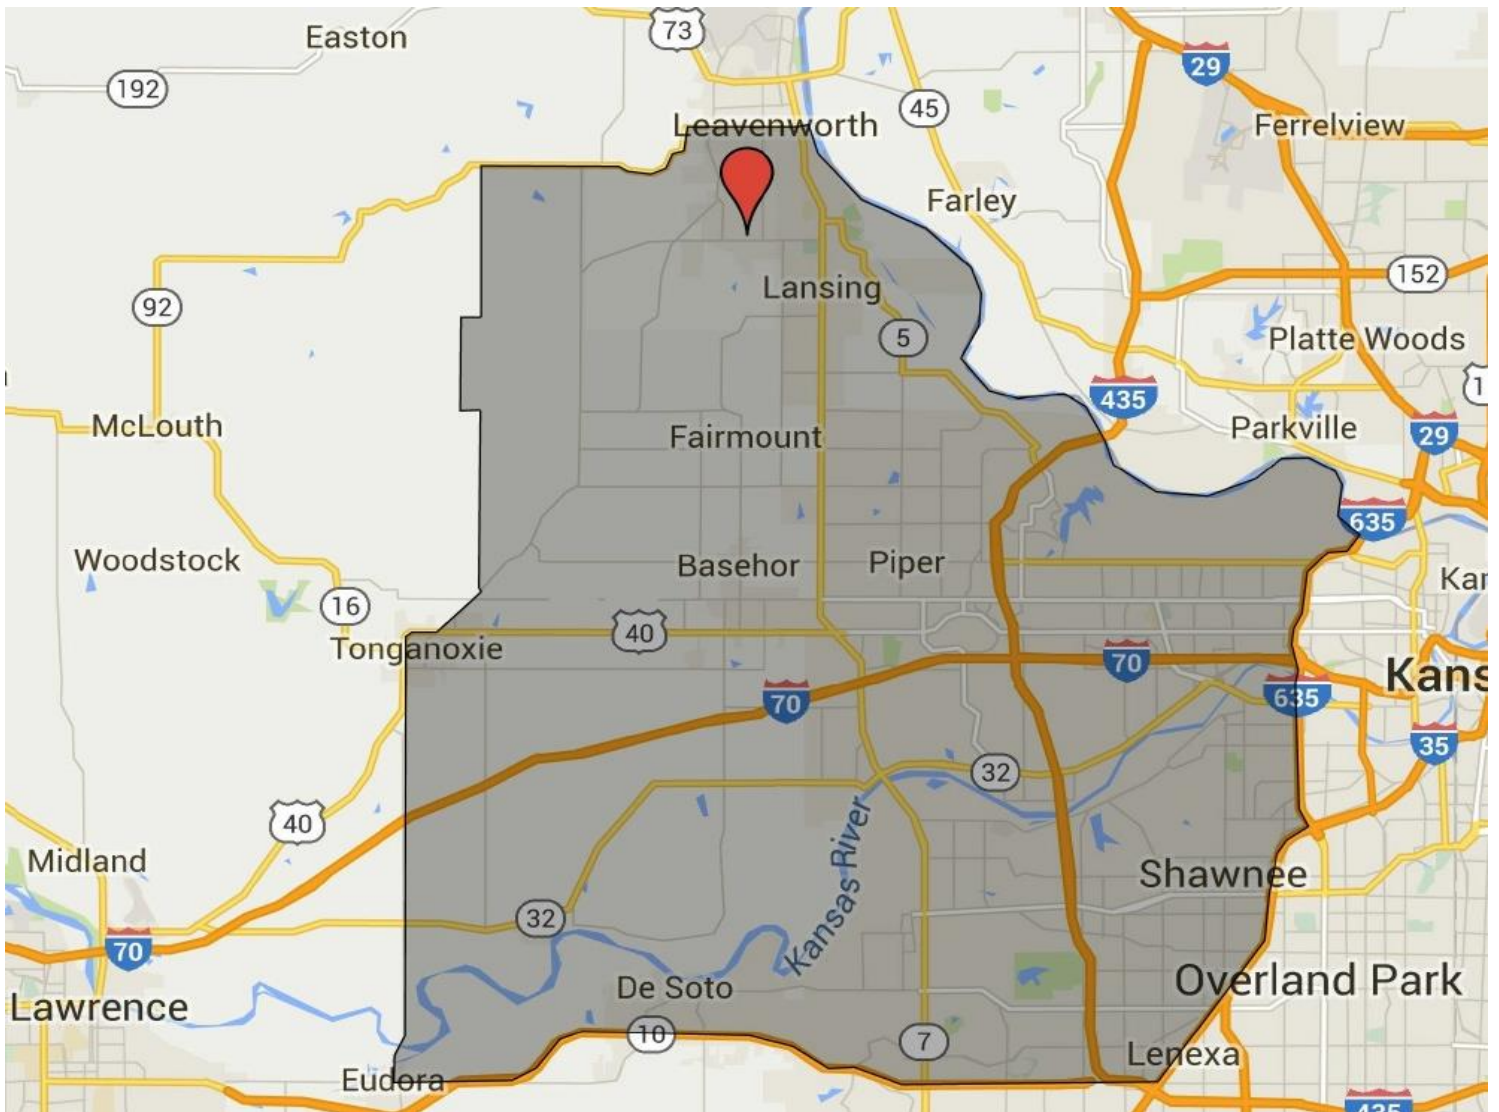 Easton
73
29
192
45
Leavenworth
Ferrelview
Farley
152
Lansing
92
5
Platte Woods
435
McLouth
Fairmount
Parkville
29
635
Woodstock
Basehor
Piper
16
40
Tonganoxie
70
Kans
70
635
35
32
40
Kansas River
Midland
Shawnee
32
70
De Soto
Overland Park
Lawrence
10
7
Lenexa
Eudora
435